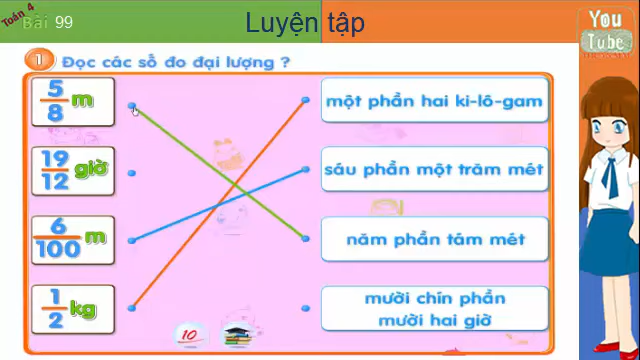 Toán 4
Bài 99
Luyện tập
You
Tube
1 Đọc các số đo đại lượng ?
5/8 m
một phần hai ki-lô-gam
19/12 giờ
sáu phần một trăm mét
6/100 m
năm phần tám mét
1/2 kg
mười chín phần
mười hai giờ
10